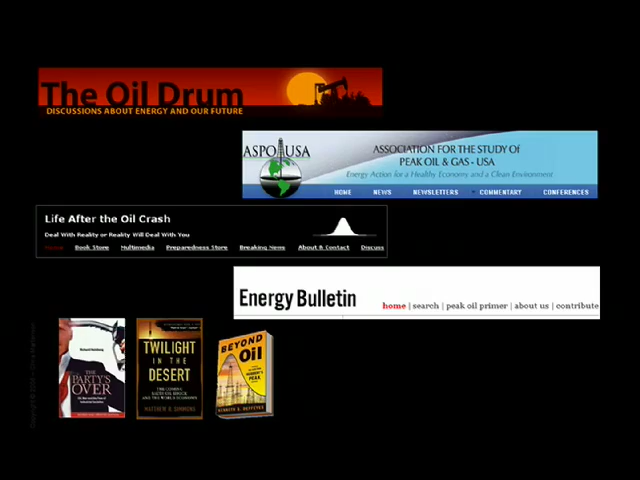 The Oil Drum
DISCUSSIONS ABOUT ENERGY AND OUR FUTURE
ASPO USA
ASSOCIATION FOR THE STUDY OF
PEAK OIL & GAS - USA
Energy Action for a Healthy Economy and a Clean Environment
HOME NEWS NEWSLETTERS COMMENTARY CONFERENCES
Life After the Oil Crash
Deal With Reality or Reality Will Deal With You
Home Book Store Multimedia Preparedness Store Breaking News About & Contact Discuss
Energy Bulletin
home | search | peak oil primer | about us | contribute
THE
PARTY'S
OVER
TWILIGHT
IN THE
DESERT
MATTHEW R. SIMMONS
BEYOND
Oil
KENNETH S. DEFFEYES